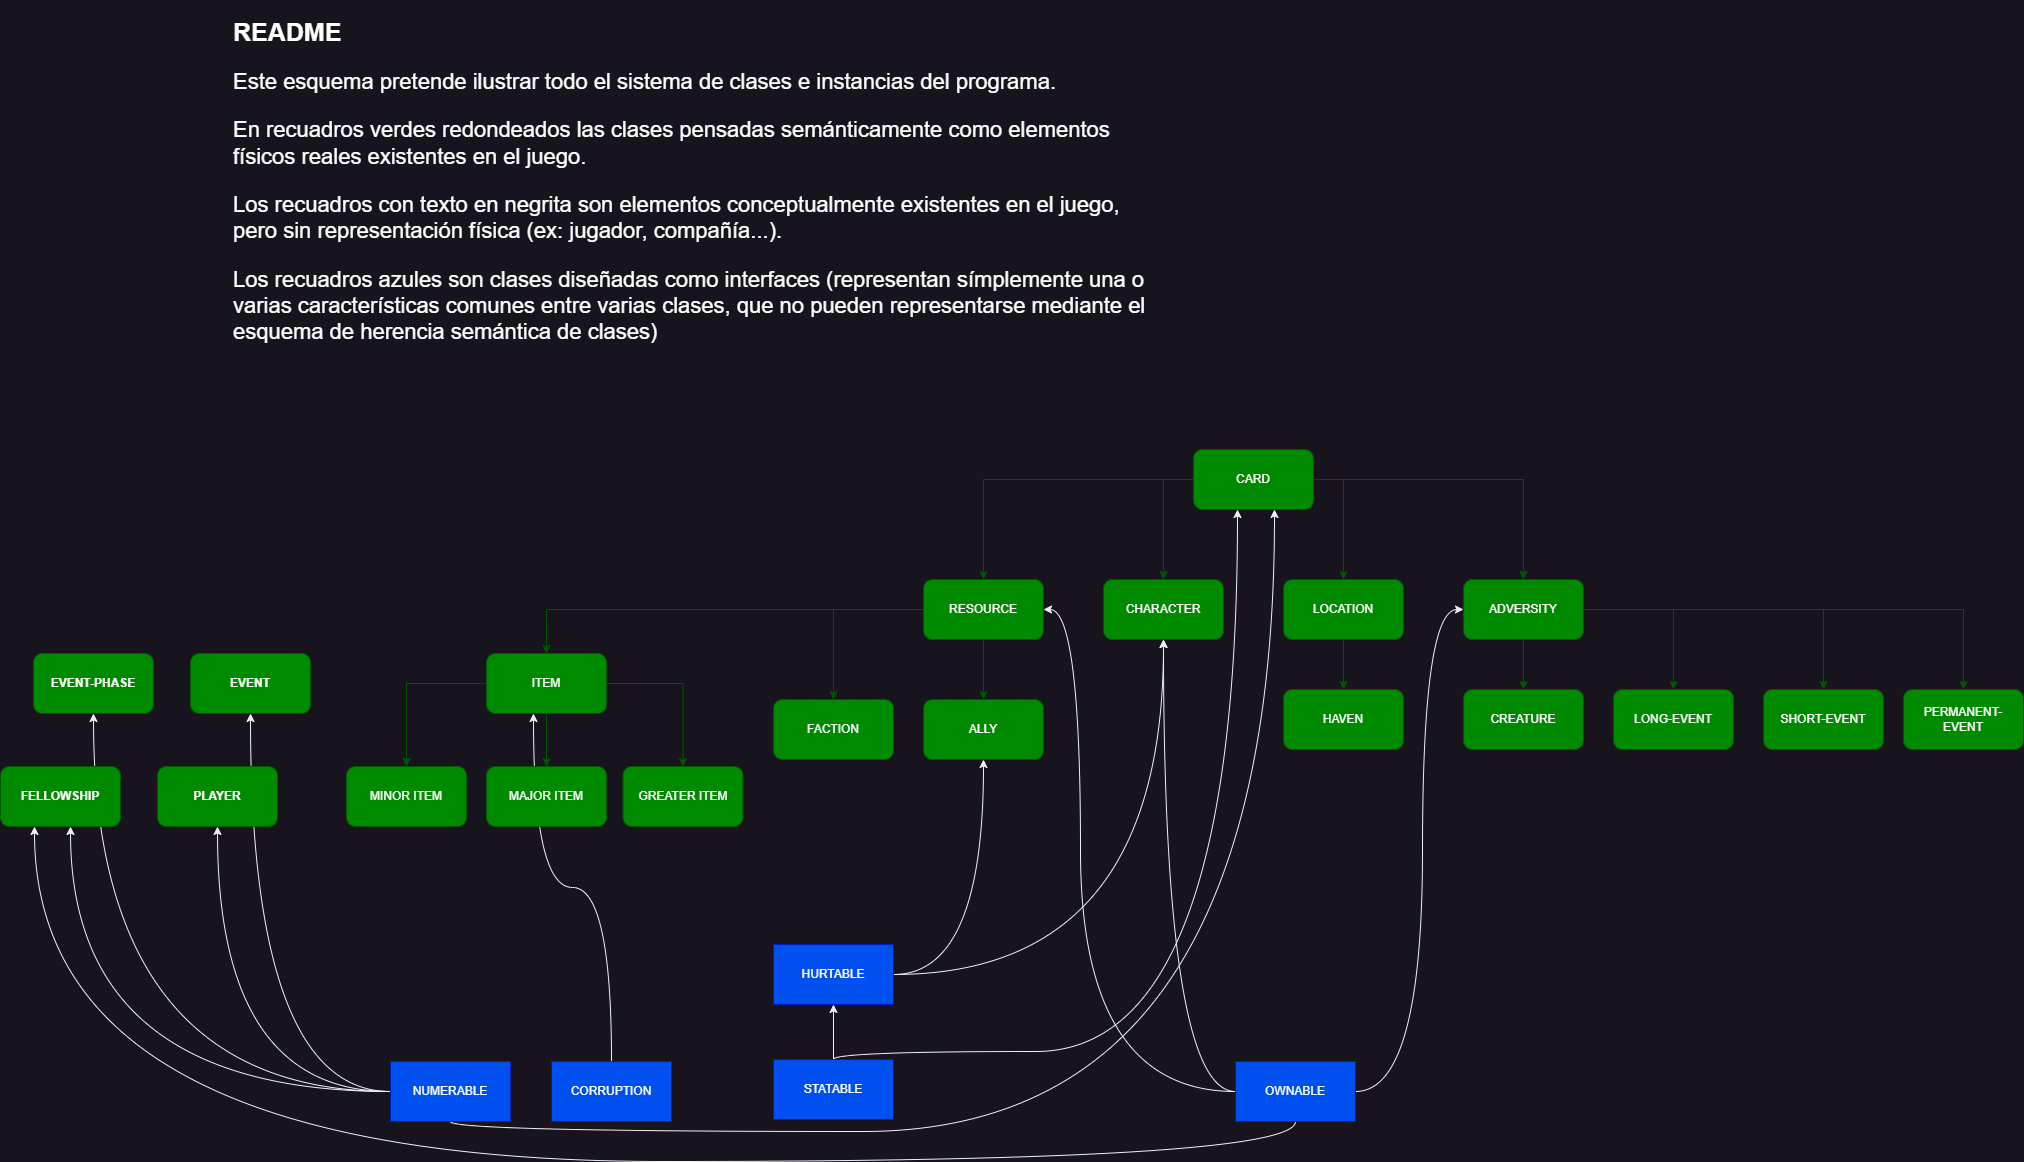 README
Este esquema pretende ilustrar todo el sistema de clases e instancias del programa.
En recuadros verdes redondeados las clases pensadas semánticamente como elementos
físicos reales existentes en el juego.
Los recuadros con texto en negrita son elementos conceptualmente existentes en el juego,
pero sin representación física (ex: jugador, compañía...).
Los recuadros azules son clases diseñadas como interfaces (representan símplemente una o
varias características comunes entre varias clases, que no pueden representarse mediante el
esquema de herencia semántica de clases)
CARD
RESOURCE
CHARACTER
LOCATION
ADVERSITY
EVENT-PHASE
EVENT
ITEM
FACTION
ALLY
HAVEN
CREATURE
LONG-EVENT
SHORT-EVENT
PERMANENT-
EVENT
FELLOWSHIP
PLAYER
MINOR ITEM
MAJOR ITEM
GREATER ITEM
HURTABLE
NUMERABLE
CORRUPTION
STATABLE
OWNABLE